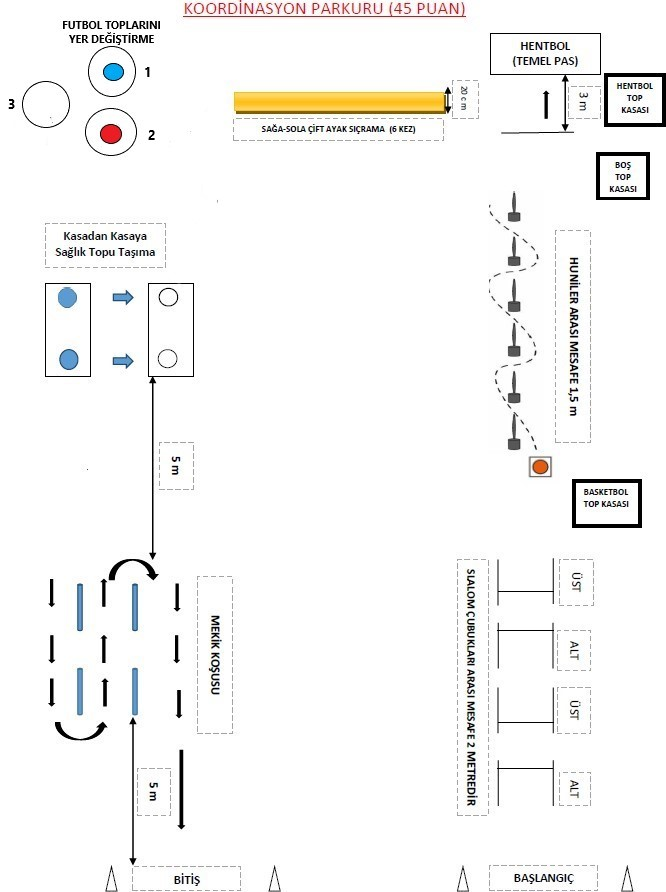 KOORDİNASYON PARKURU (45 PUAN)
FUTBOL TOPLARINI
YER DEĞİŞTİRME
1
2
3
20 cm
SAĞA-SOLA ÇİFT AYAK SIÇRAMA (6 KEZ)
HENTBOL
(TEMEL PAS)
3 m
HENTBOL
TOP
KASASI
BOŞ
TOP
KASASI
Kasadan Kasaya
Sağlık Topu Taşıma
HUNİLER ARASI MESAFE 1,5 m
5 m
BASKETBOL
TOP KASASI
MEKİK KOŞUSU
SLALOM ÇUBUKLARI ARASI MESAFE 2 METREDİR
ÜST
ALT
ÜST
ALT
5 m
BİTİŞ
BAŞLANGIÇ